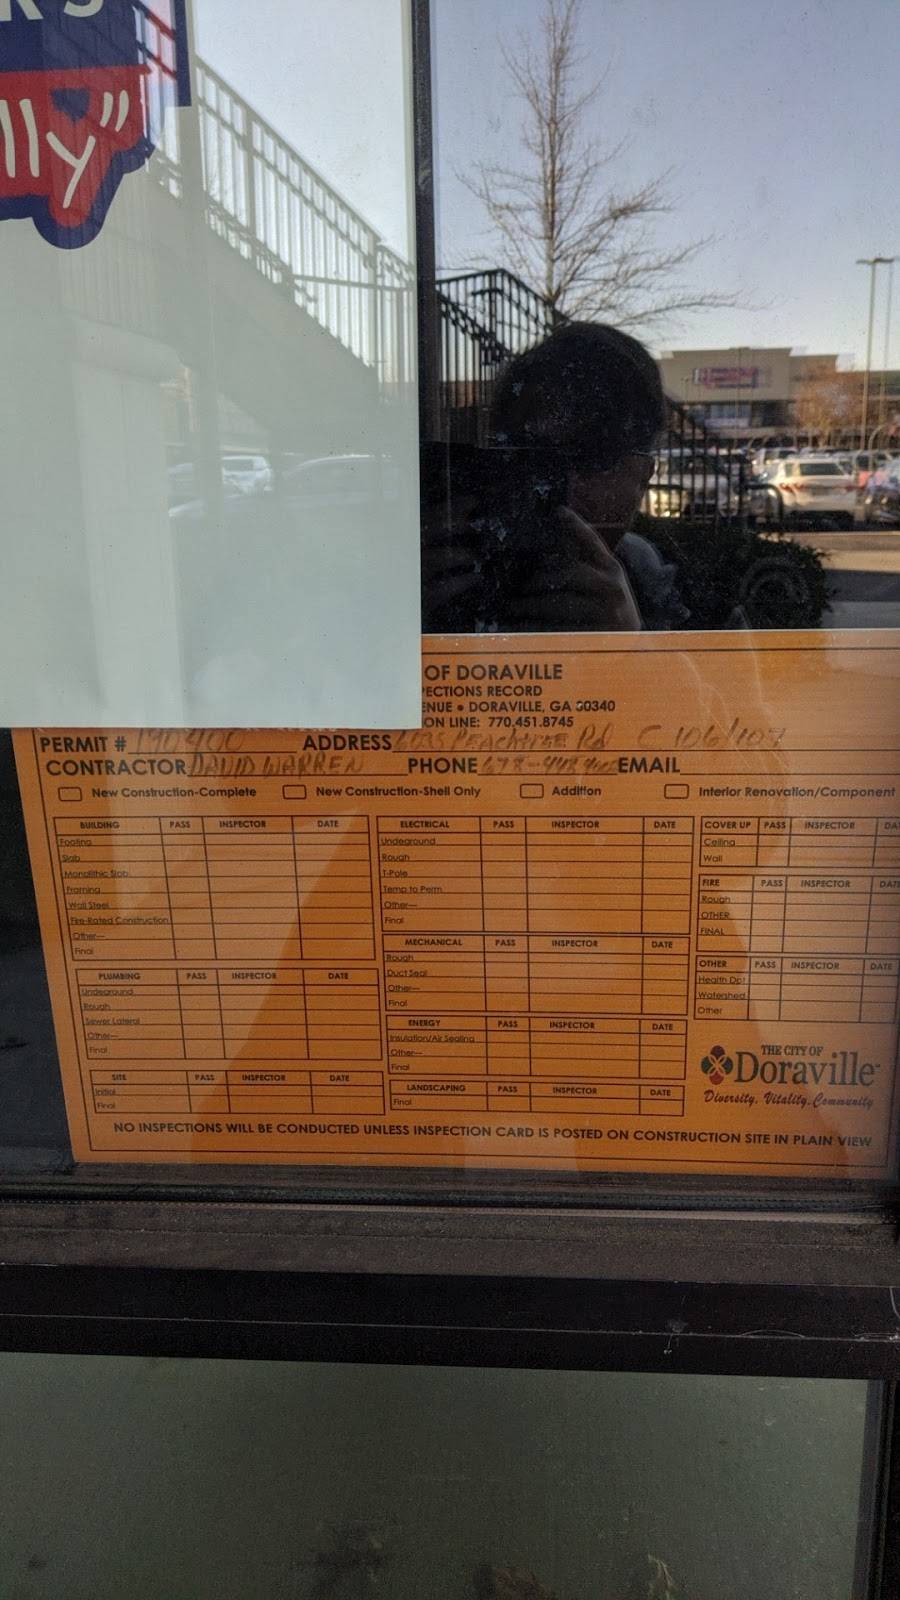 lly"
OF DORAVILLE
ECTIONS RECORD
ENUE • DORAVILLE, GA 30340
ON LINE: 770.451.8745
PERMIT # 190400 ADDRESS PEACHTREE Rd C 106/107
CONTRACTOR DAVID WARREN PHONE 678-448 EMAIL
New Construction-Complete New Construction-Shell Only Addition Interior Renovation/Component
BUILDING PASS INSPECTOR DATE
Footing
Slab
Monolithic Slab
Framing
Wall Steel
Fire-Rated Construction
Other—
Final
PLUMBING PASS INSPECTOR DATE
Undeground
Rough
Sewer Lateral
Other—
Final
SITE PASS INSPECTOR DATE
Initial
Final
ELECTRICAL PASS INSPECTOR DATE
Undeground
Rough
T-Pole
Temp to Perm
Other—
Final
MECHANICAL PASS INSPECTOR DATE
Rough
Duct Seal
Other—
Final
ENERGY PASS INSPECTOR DATE
Insulation/Air Sealing
Other—
Final
LANDSCAPING PASS INSPECTOR DATE
Final
COVER UP PASS INSPECTOR DA
Ceiling
Wall
FIRE PASS INSPECTOR DATE
Rough
OTHER
FINAL
OTHER PASS INSPECTOR DATE
Health Dpt
Watershed
Other
THE CITY OF
Doraville
Diversity. Vitality. Community
NO INSPECTIONS WILL BE CONDUCTED UNLESS INSPECTION CARD IS POSTED ON CONSTRUCTION SITE IN PLAIN VIEW